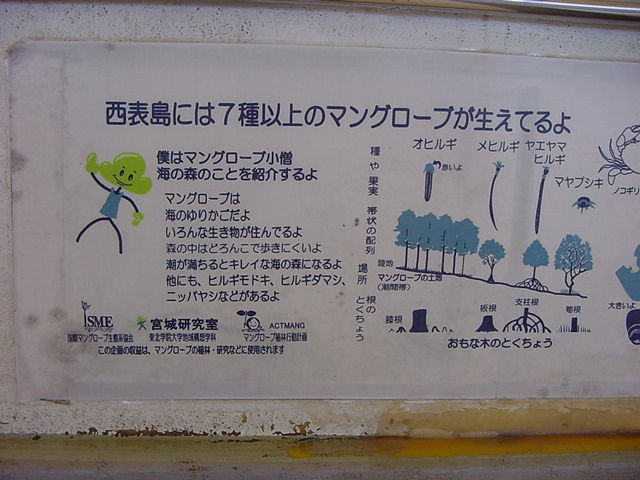 西表島には7種以上のマングローブが生えてるよ
僕はマングローブ小僧
海の森のことを紹介するよ
マングローブは
海のゆりかごだよ
いろんな生き物が住んでるよ
森の中はどろんこで歩きにくいよ
潮が満ちるとキレイな海の森になるよ
他にも、ヒルギモドキ、ヒルギダマシ、
ニッパヤシなどがあるよ
ISME
国際マングローブ生態系協会
宮城研究室
東北学院大学地域構想学科
ACTMANG
マングローブ植林行動計画
この企画の収益は、マングローブの植林・研究などに使用されます
種や果実
帯状の配列
場所
根のとくちょう
オヒルギ
赤いよ
メヒルギ
ヤエヤマ
ヒルギ
マヤプシキ
ノコギリ
陸地
マングローブの土地
(潮間帯)
膝根
板根
支柱根
筍根
おもな木のとくちょう
大きいよ